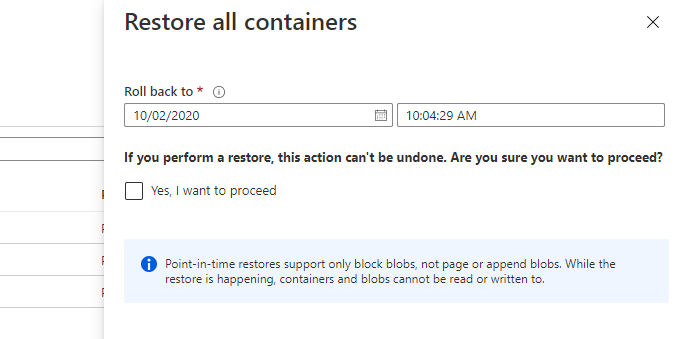 Restore all containers
Roll back to *
10/02/2020
10:04:29 AM
If you perform a restore, this action can't be undone. Are you sure you want to proceed?
Yes, I want to proceed
Point-in-time restores support only block blobs, not page or append blobs. While the
restore is happening, containers and blobs cannot be read or written to.